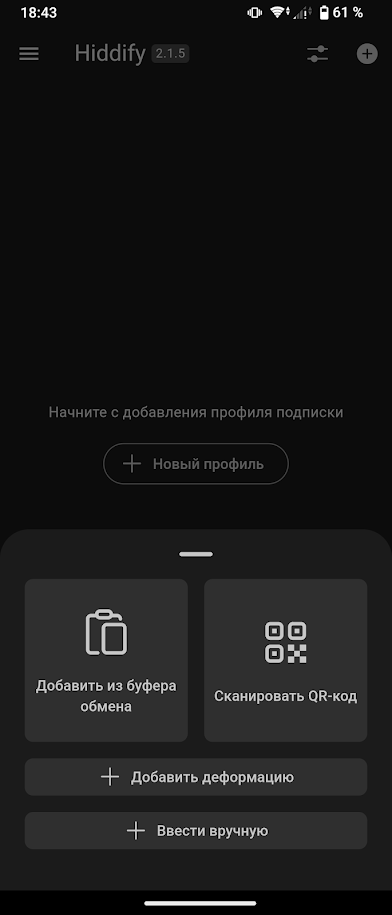 18:43
61 %
Hiddify 2.1.5
Начните с добавления профиля подписки
Новый профиль
Добавить из буфера
обмена
Сканировать QR-код
Добавить деформацию
Ввести вручную